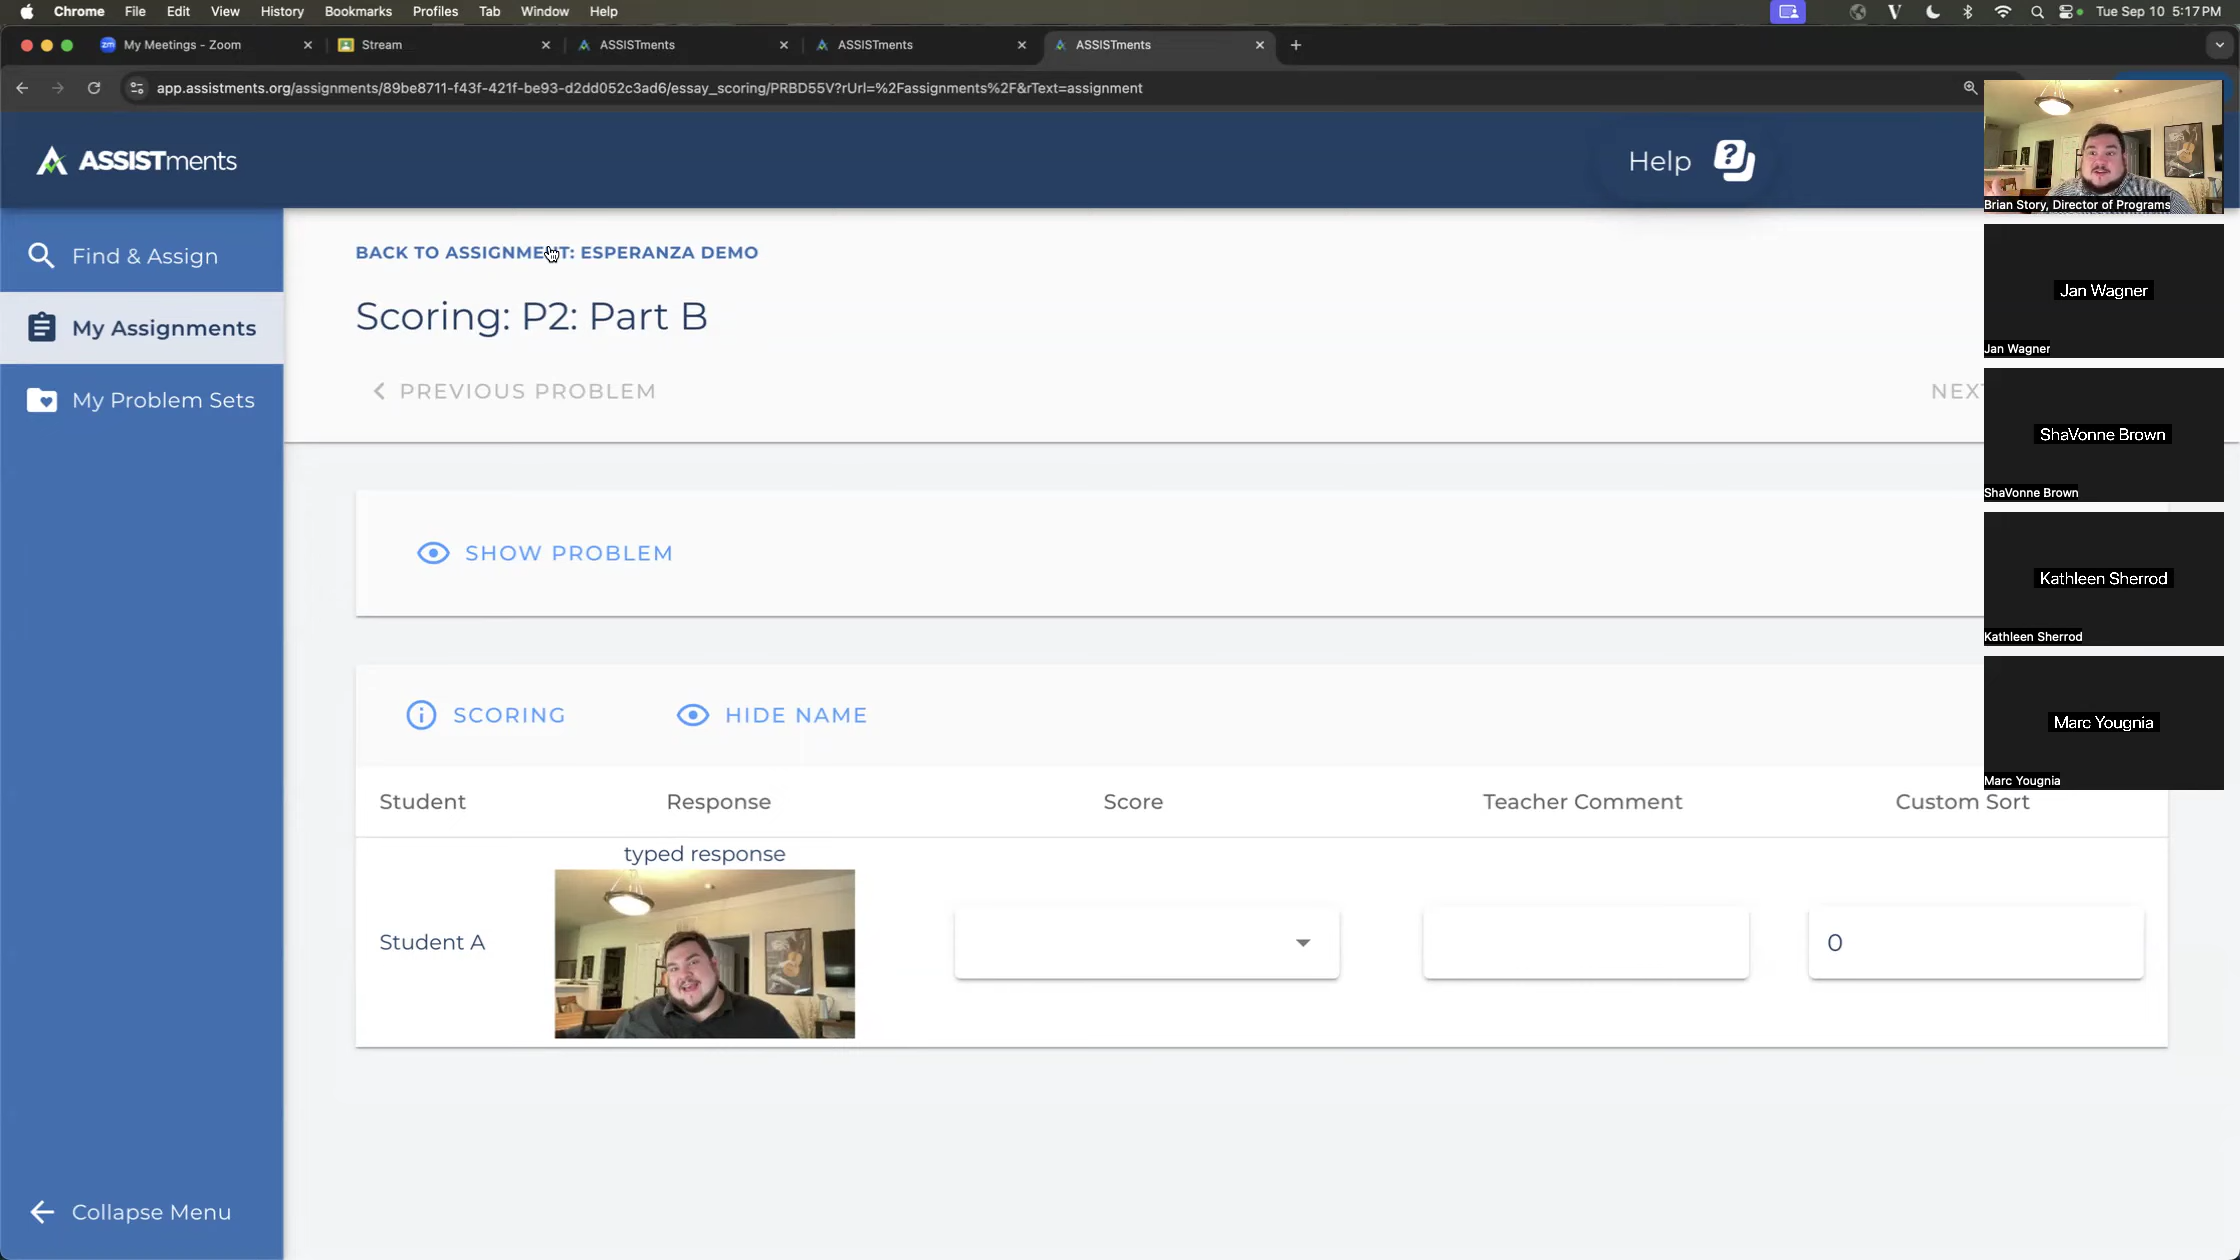 Chrome File Edit View History Bookmarks Profiles Tab Window Help
Tue Sep 10 5:17 PM
zm My Meetings - Zoom
Stream
ASSISTments
ASSISTments
ASSISTments
app.assistments.org/assignments/89be8711-f43f-421f-be93-d2dd052c3ad6/essay_scoring/PRBD55V?rUrl=%2Fassignments%2F&rText=assignment
ASSISTments
Help
Find & Assign
My Assignments
My Problem Sets
Collapse Menu
BACK TO ASSIGNMENT: ESPERANZA DEMO
Scoring: P2: Part B
PREVIOUS PROBLEM
NEXT
SHOW PROBLEM
SCORING
HIDE NAME
Student Response Score Teacher Comment Custom Sort
typed response
Student A
0
Brian Story, Director of Programs
Jan Wagner
Jan Wagner
ShaVonne Brown
ShaVonne Brown
Kathleen Sherrod
Kathleen Sherrod
Marc Yougnia
Marc Yougnia